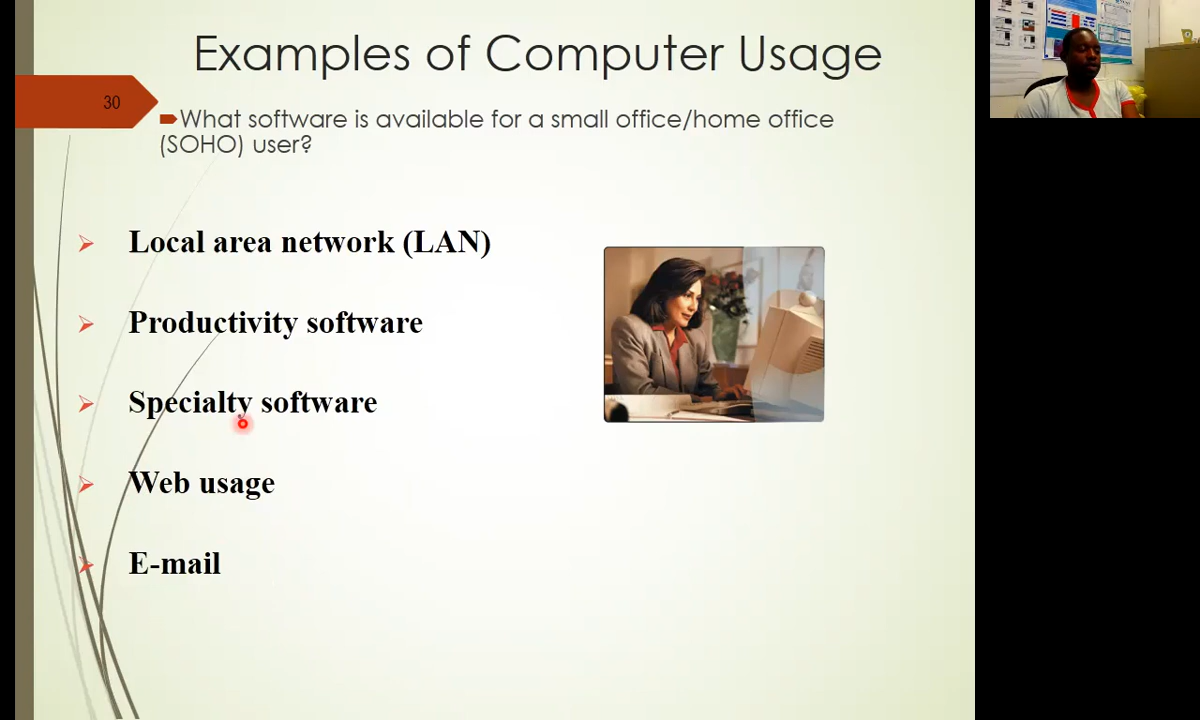 Examples of Computer Usage
30
What software is available for a small office/home office
(SOHO) user?
Local area network (LAN)
Productivity software
Specialty software
Web usage
E-mail